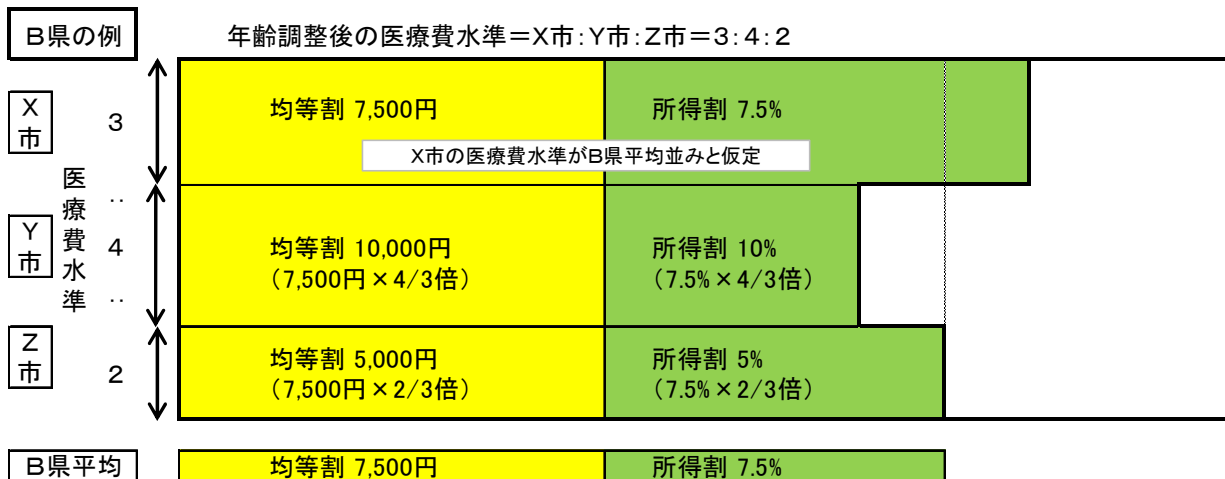 B県の例
年齢調整後の医療費水準=X市:Y市:Z市=3:4:2
X市
3
均等割 7,500円
所得割 7.5%
X市の医療費水準がB県平均並みと仮定
医療費水準
‥
Y市
4
均等割 10,000円
(7,500円×4/3倍)
所得割 10%
(7.5%×4/3倍)
‥
Z市
2
均等割 5,000円
(7,500円×2/3倍)
所得割 5%
(7.5%×2/3倍)
B県平均
均等割 7,500円
所得割 7.5%